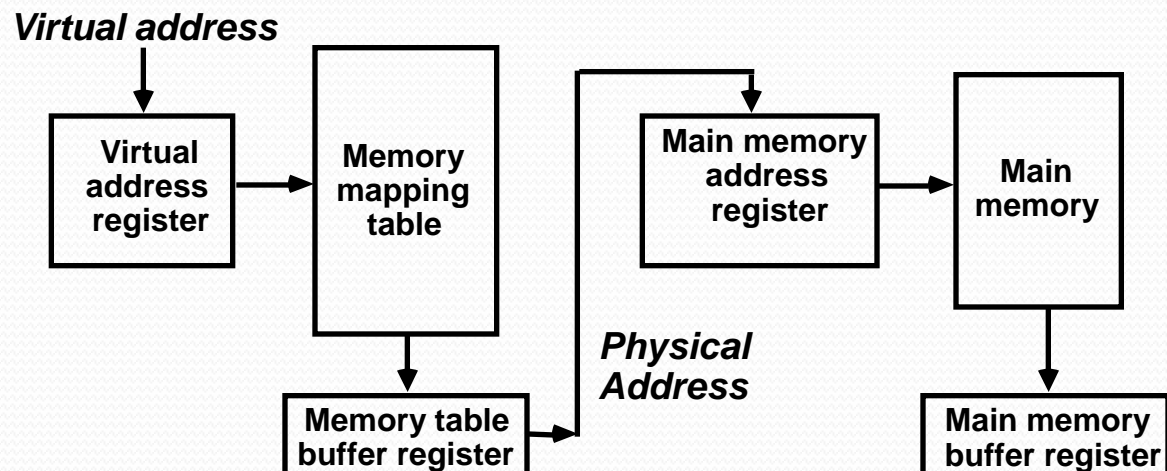 Virtual address
Virtual
address
register
Memory
mapping
table
Main memory
address
register
Main
memory
Physical
Address
Memory table
buffer register
Main memory
buffer register